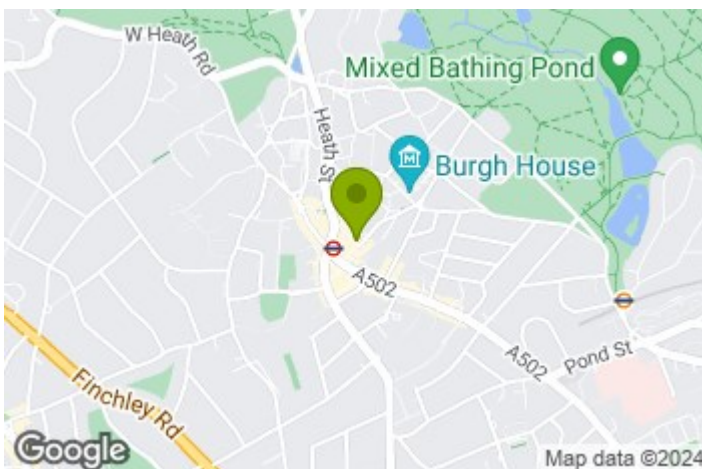 W Heath Rd
Mixed Bathing Pond
Heath St
M
Burgh House
A502
A502
Pond St
Finchley Rd
Google
Map data ©2024